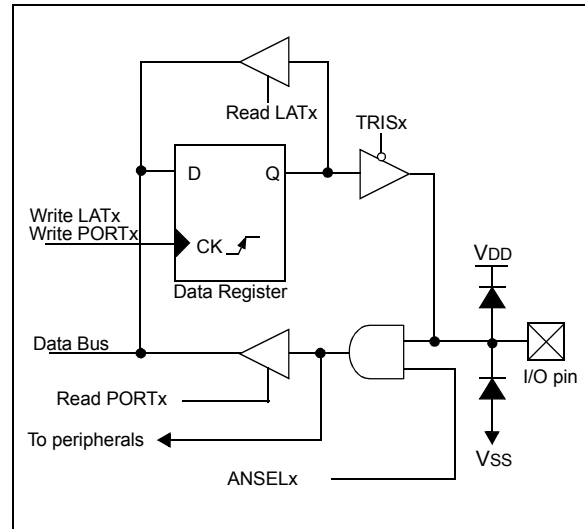 Read LATx
TRISx
D
Q
Write LATx
Write PORTx
CK
Data Register
VDD
Data Bus
I/O pin
Read PORTx
To peripherals
VSS
ANSELx